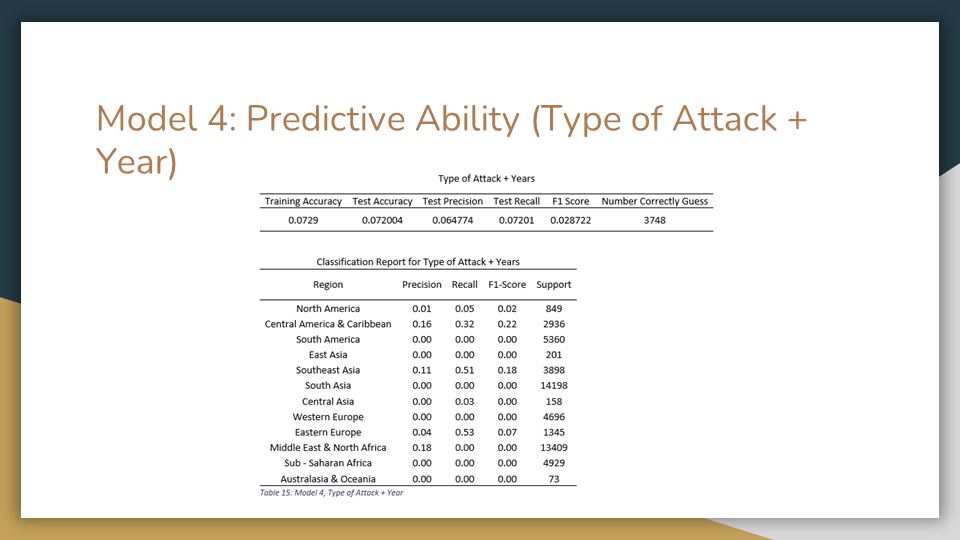 Model 4: Predictive Ability (Type of Attack +
Year)
Type of Attack + Years
Training Accuracy Test Accuracy Test Precision Test Recall F1 Score Number Correctly Guess
0.0729 0.072004 0.064774 0.07201 0.028722 3748
Classification Report for Type of Attack + Years
Region Precision Recall F1-Score Support
North America 0.01 0.05 0.02 849
Central America & Caribbean 0.16 0.32 0.22 2936
South America 0.00 0.00 0.00 5360
East Asia 0.00 0.00 0.00 201
Southeast Asia 0.11 0.51 0.18 3898
South Asia 0.00 0.00 0.00 14198
Central Asia 0.00 0.03 0.00 158
Western Europe 0.00 0.00 0.00 4696
Eastern Europe 0.04 0.53 0.07 1345
Middle East & North Africa 0.18 0.00 0.00 13409
Sub - Saharan Africa 0.00 0.00 0.00 4929
Australasia & Oceania 0.00 0.00 0.00 73
Table 15: Model 4, Type of Attack + Year